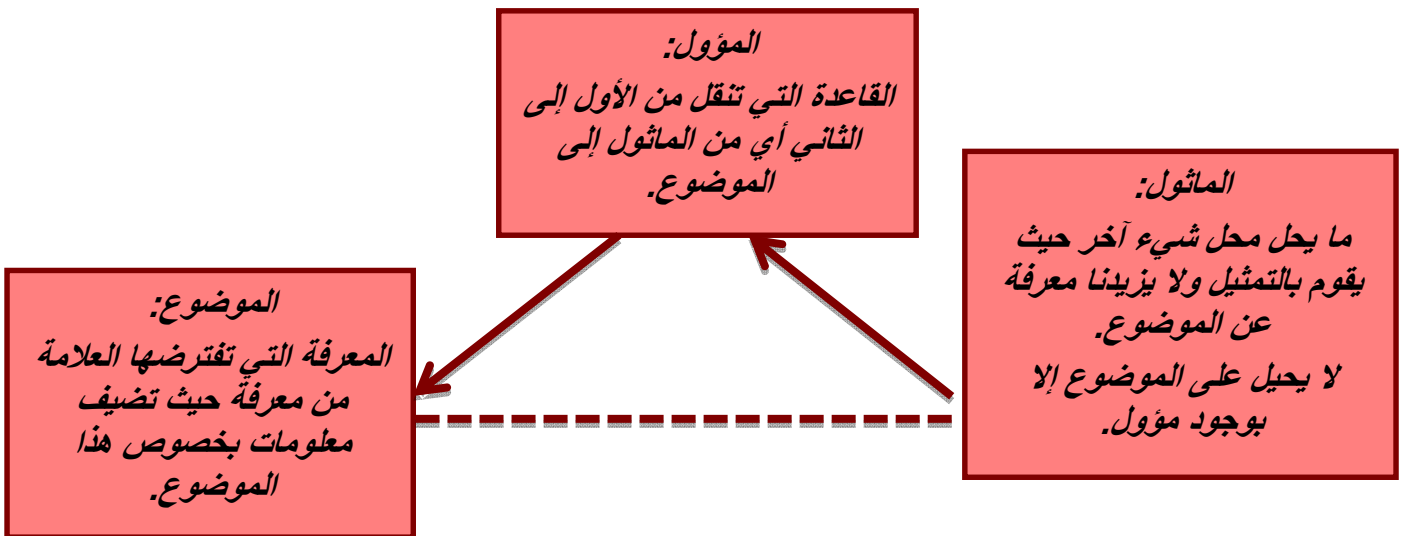 المؤول:
القاعدة التي تنقل من الأول إلى
الثاني أي من الماثول إلى
الموضوع.
الماثول:
ما يحل محل شيء آخر حيث
يقوم بالتمثيل ولا يزيدنا معرفة
عن الموضوع.
لا يحيل على الموضوع إلا
بوجود مؤول.
الموضوع:
المعرفة التي تفترضها العلامة
من معرفة حيث تضيف
معلومات بخصوص هذا
الموضوع.